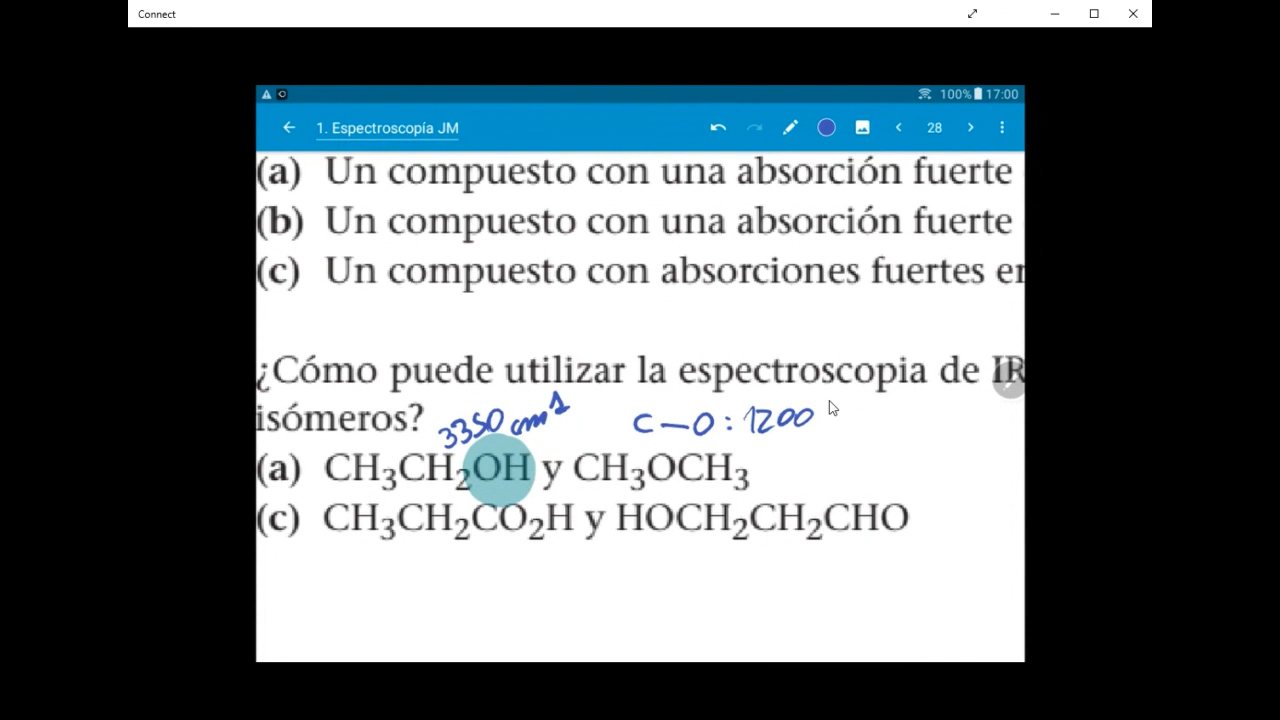 Connect
100% 17:00
1. Espectroscopía JM 28
(a) Un compuesto con una absorción fuerte
(b) Un compuesto con una absorción fuerte
(c) Un compuesto con absorciones fuertes en
¿Cómo puede utilizar la espectroscopia de IR
isómeros? 3350 cm⁻¹ C—O: 1200
(a) CH₃CH₂OH y CH₃OCH₃
(c) CH₃CH₂CO₂H y HOCH₂CH₂CHO